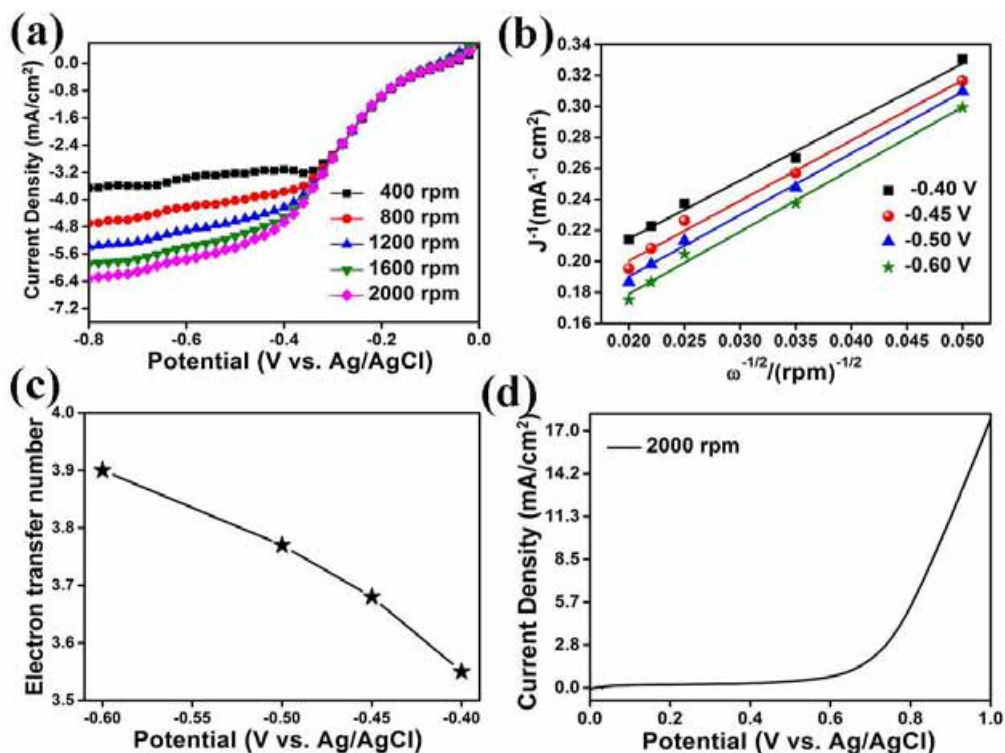 (a)
Current Density (mA/cm²)
0.0
-0.8
-1.6
-2.4
-3.2
-4.0
-4.8
-5.6
-6.4
-7.2
400 rpm
800 rpm
1200 rpm
1600 rpm
2000 rpm
-0.8 -0.6 -0.4 -0.2 0.0
Potential (V vs. Ag/AgCl)
(b)
J⁻¹(mA⁻¹ cm²)
0.34
0.32
0.30
0.28
0.26
0.24
0.22
0.20
0.18
0.16
-0.40 V
-0.45 V
-0.50 V
-0.60 V
0.020 0.025 0.030 0.035 0.040 0.045 0.050
ω⁻¹/²/(rpm)⁻¹/²
(c)
Electron transfer number
4.0
3.9
3.8
3.7
3.6
3.5
-0.60 -0.55 -0.50 -0.45 -0.40
Potential (V vs. Ag/AgCl)
(d)
Current Density (mA/cm²)
17.0
14.2
11.3
8.5
5.7
2.8
0.0
2000 rpm
0.0 0.2 0.4 0.6 0.8 1.0
Potential (V vs. Ag/AgCl)